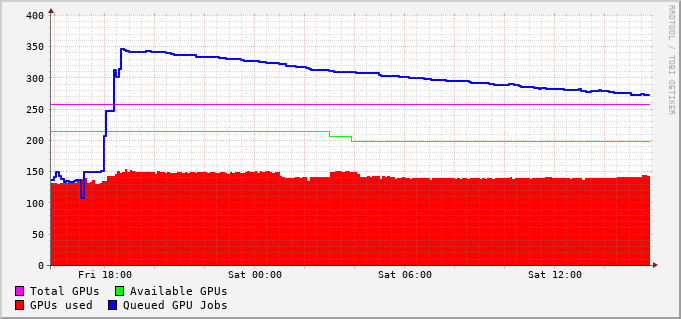 400
350
300
250
200
150
100
50
0
Fri 18:00 Sat 00:00 Sat 06:00 Sat 12:00
Total GPUs Available GPUs
GPUs used Queued GPU Jobs
RRDTOOL / TOBI OETIKER